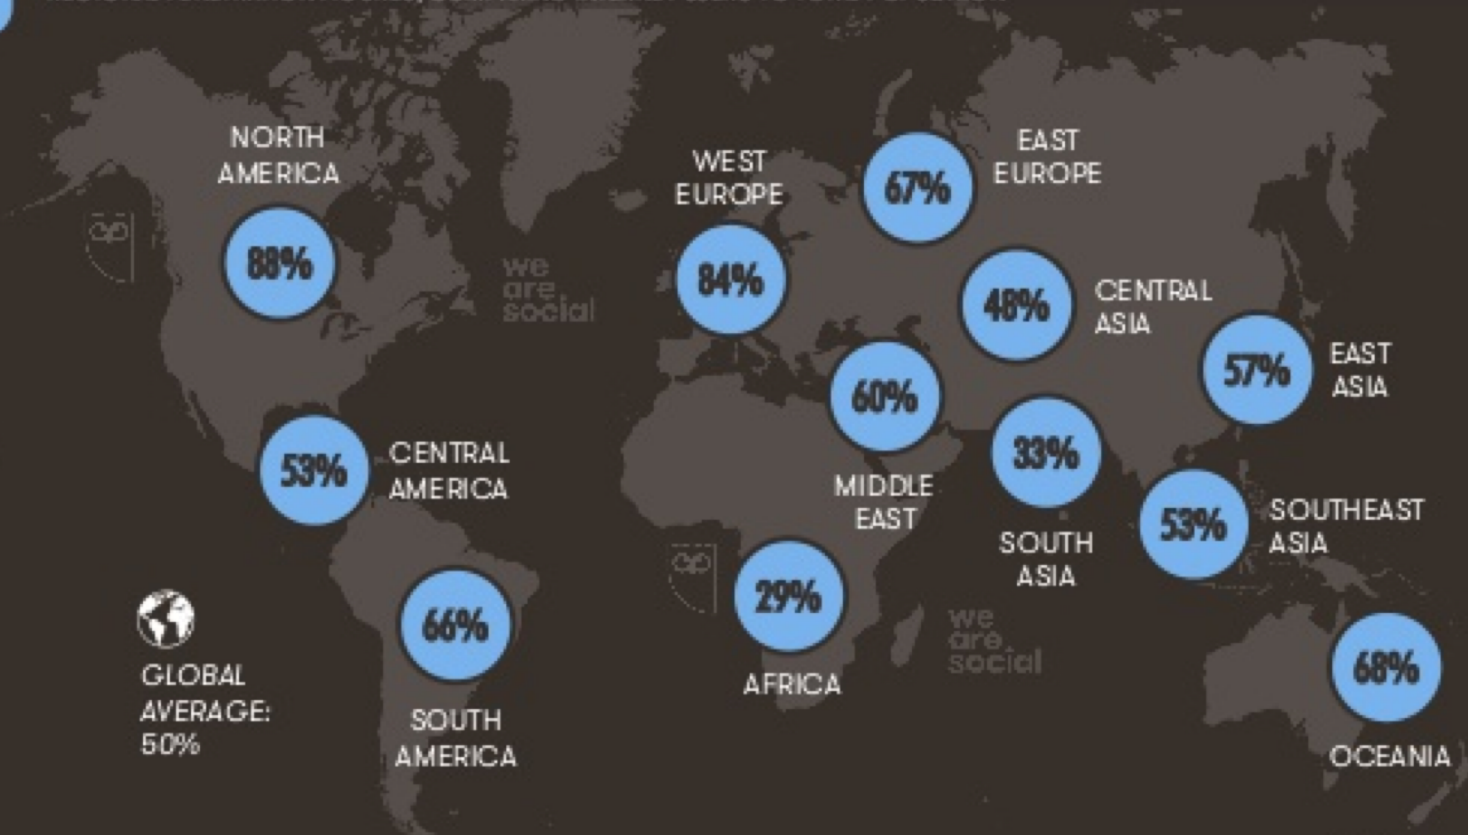 NORTH
AMERICA
88%
WEST
EUROPE
84%
67%
EAST
EUROPE
48%
CENTRAL
ASIA
57%
EAST
ASIA
we
are
social
60%
MIDDLE
EAST
33%
SOUTH
ASIA
53%
SOUTHEAST
ASIA
53%
CENTRAL
AMERICA
66%
SOUTH
AMERICA
29%
AFRICA
we
are
social
68%
OCEANIA
GLOBAL
AVERAGE:
50%